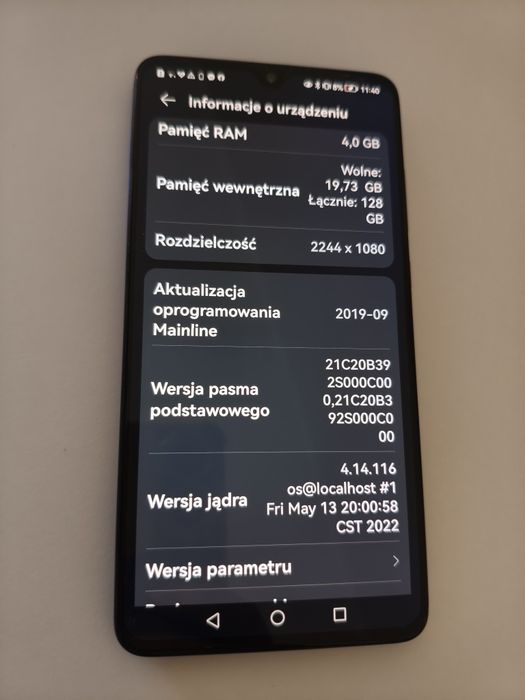 8% 11:40
Informacje o urządzeniu
Pamięć RAM 4,0 GB
Pamięć wewnętrzna Wolne:
19,73 GB
Łącznie: 128
GB
Rozdzielczość 2244 x 1080
Aktualizacja
oprogramowania 2019-09
Mainline
21C20B39
2S000C00
Wersja pasma 0,21C20B3
podstawowego 92S000C0
00
4.14.116
os@localhost #1
Wersja jądra Fri May 13 20:00:58
CST 2022
Wersja parametru